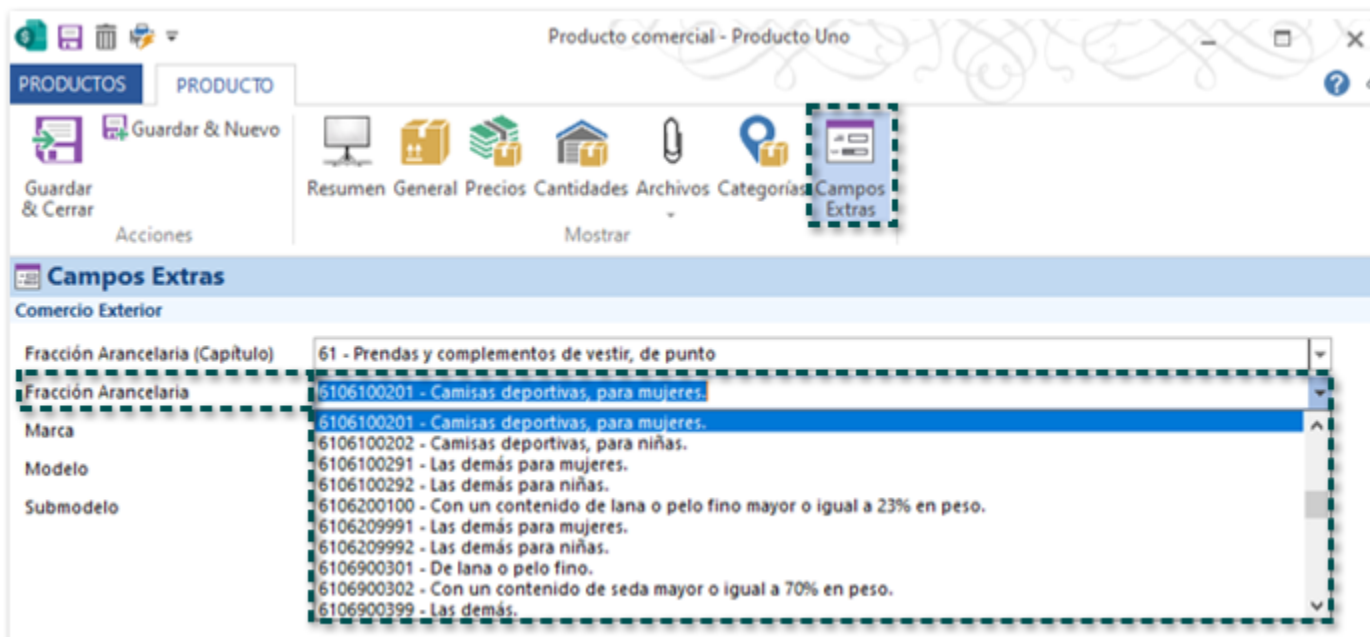 Producto comercial - Producto Uno
PRODUCTOS PRODUCTO
Guardar & Nuevo
Guardar & Cerrar
Resumen General Precios Cantidades Archivos Categorías Campos Extras
Acciones Mostrar
Campos Extras
Comercio Exterior
Fracción Arancelaria (Capítulo) 61 - Prendas y complementos de vestir, de punto
Fracción Arancelaria 6106100201 - Camisas deportivas, para mujeres.
Marca
Modelo
Submodelo
6106100201 - Camisas deportivas, para mujeres.
6106100202 - Camisas deportivas, para niñas.
6106100291 - Las demás para mujeres.
6106100292 - Las demás para niñas.
6106200100 - Con un contenido de lana o pelo fino mayor o igual a 23% en peso.
6106209991 - Las demás para mujeres.
6106209992 - Las demás para niñas.
6106900301 - De lana o pelo fino.
6106900302 - Con un contenido de seda mayor o igual a 70% en peso.
6106900399 - Las demás.